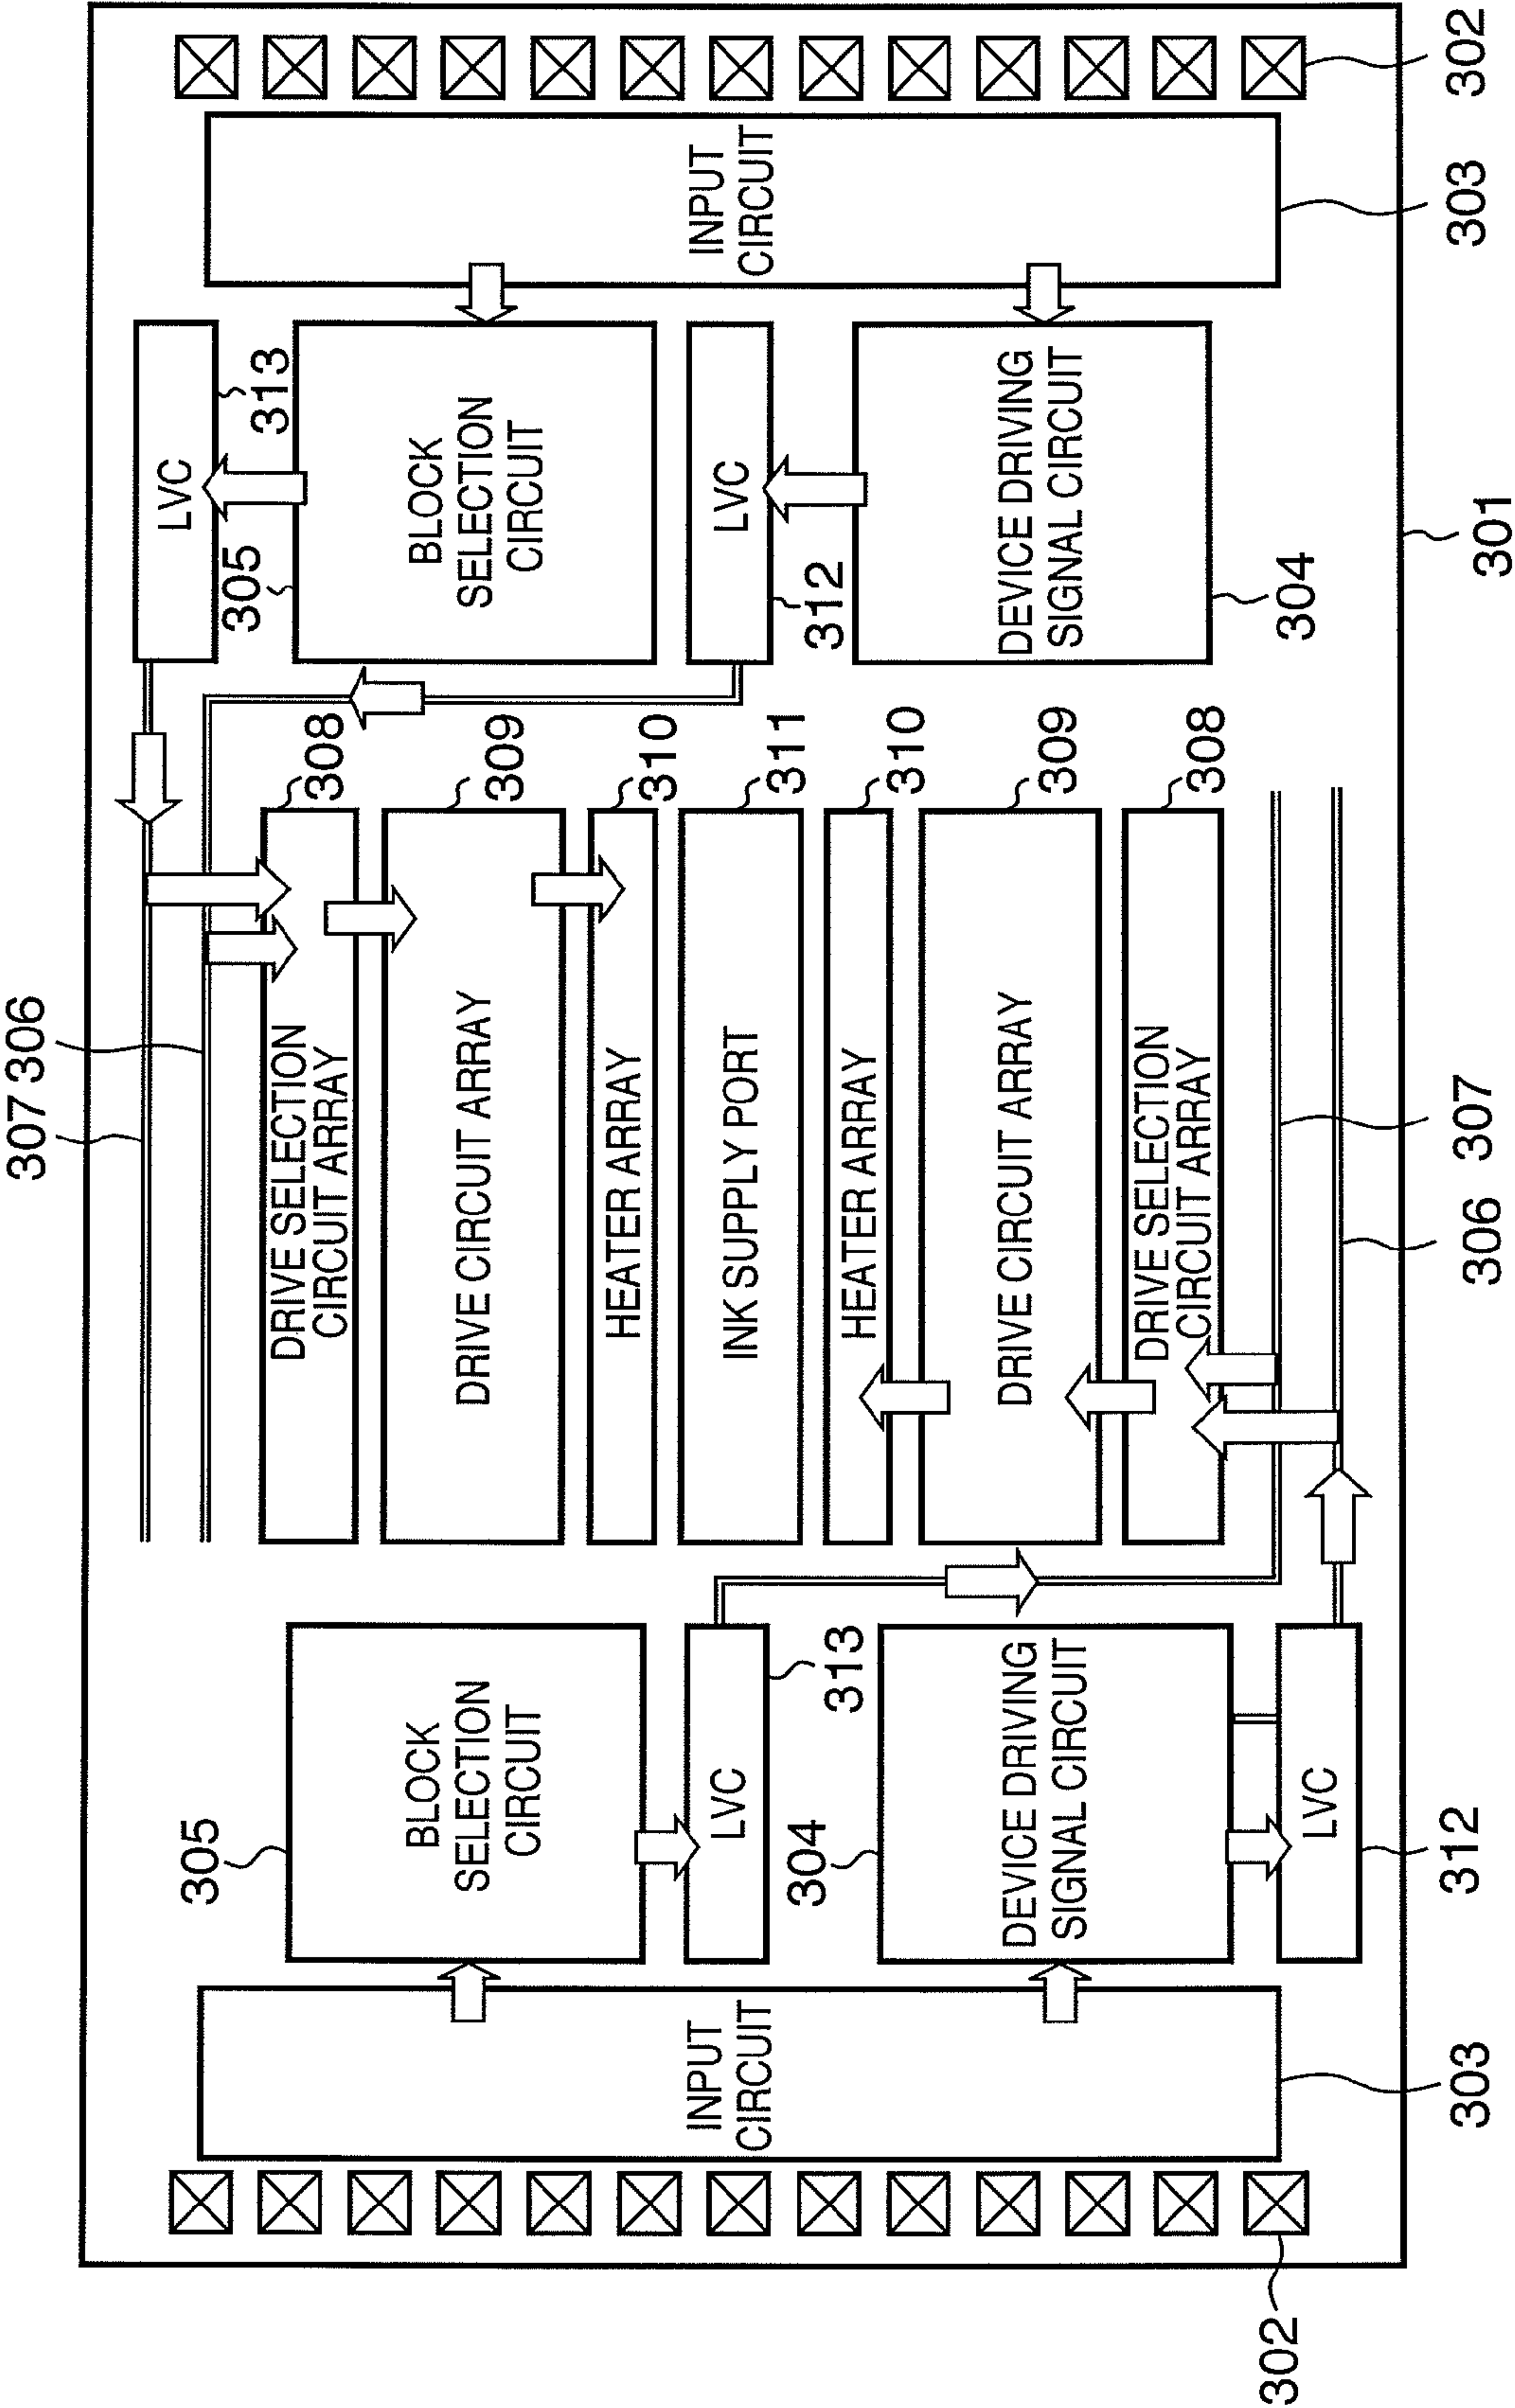 302
303
INPUT
CIRCUIT
313
LVC
305
BLOCK
SELECTION
CIRCUIT
LVC
312
DEVICE DRIVING
SIGNAL CIRCUIT
304
301
307
306
308
309
310
311
310
309
308
DRIVE SELECTION
CIRCUIT ARRAY
DRIVE CIRCUIT ARRAY
HEATER ARRAY
INK SUPPLY PORT
HEATER ARRAY
DRIVE CIRCUIT ARRAY
DRIVE SELECTION
CIRCUIT ARRAY
307
306
305
BLOCK
SELECTION
CIRCUIT
LVC
313
304
DEVICE DRIVING
SIGNAL CIRCUIT
LVC
312
INPUT
CIRCUIT
303
302